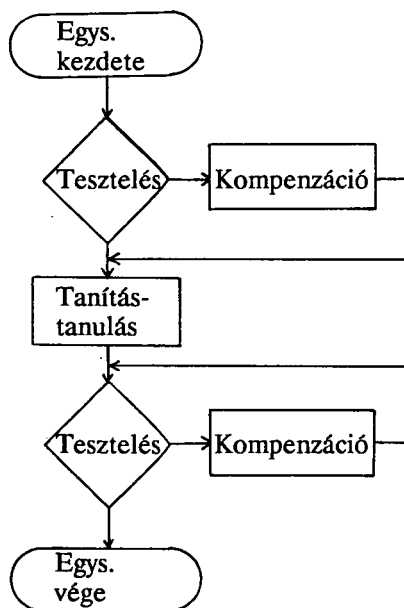 Egys.
kezdete
Tesztelés
Kompenzáció
Tanítás-
tanulás
Tesztelés
Kompenzáció
Egys.
vége